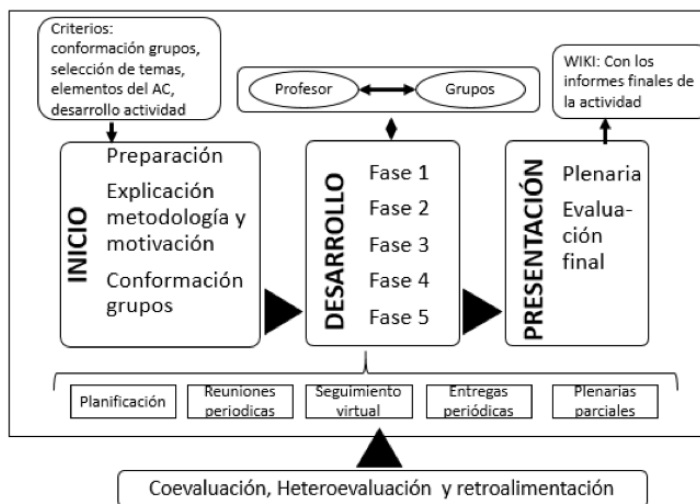 Criterios:
conformación grupos,
selección de temas,
elementos del AC,
desarrollo actividad
Profesor
Grupos
WIKI: Con los
informes finales de
la actividad
INICIO
Preparación
Explicación
metodología y
motivación
Conformación
grupos
DESARROLLO
Fase 1
Fase 2
Fase 3
Fase 4
Fase 5
PRESENTACIÓN
Plenaria
Evalua-
ción
final
Planificación
Reuniones
periodicas
Seguimiento
virtual
Entregas
periódicas
Plenarias
parciales
Coevaluación, Heteroevaluación y retroalimentación